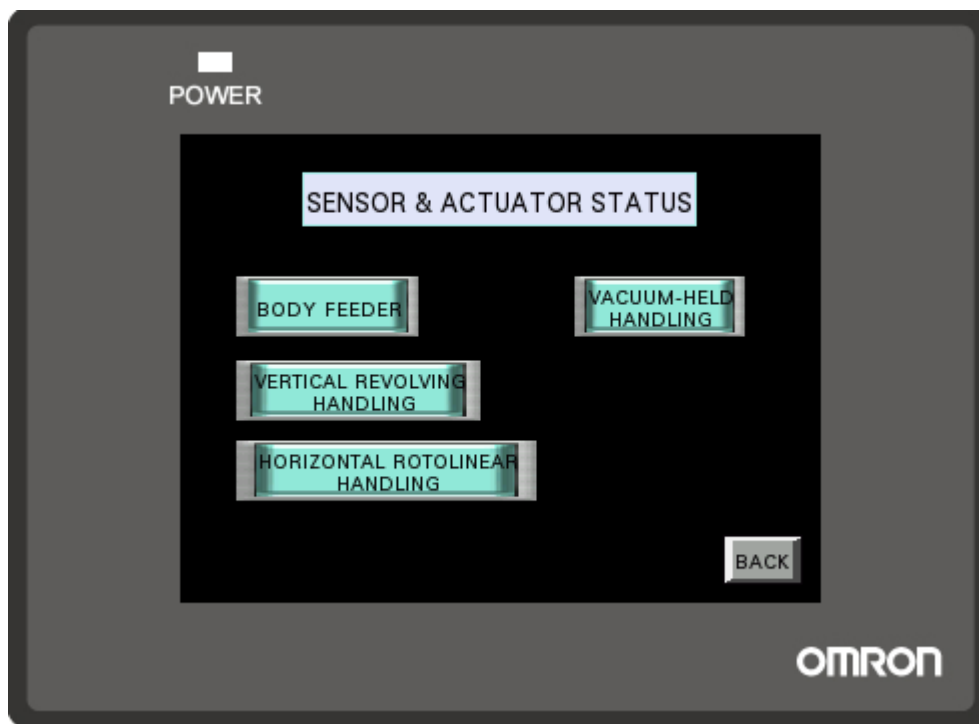 POWER
SENSOR & ACTUATOR STATUS
BODY FEEDER
VACUUM-HELD
HANDLING
VERTICAL REVOLVING
HANDLING
HORIZONTAL ROTOLINEAR
HANDLING
BACK
OMRON